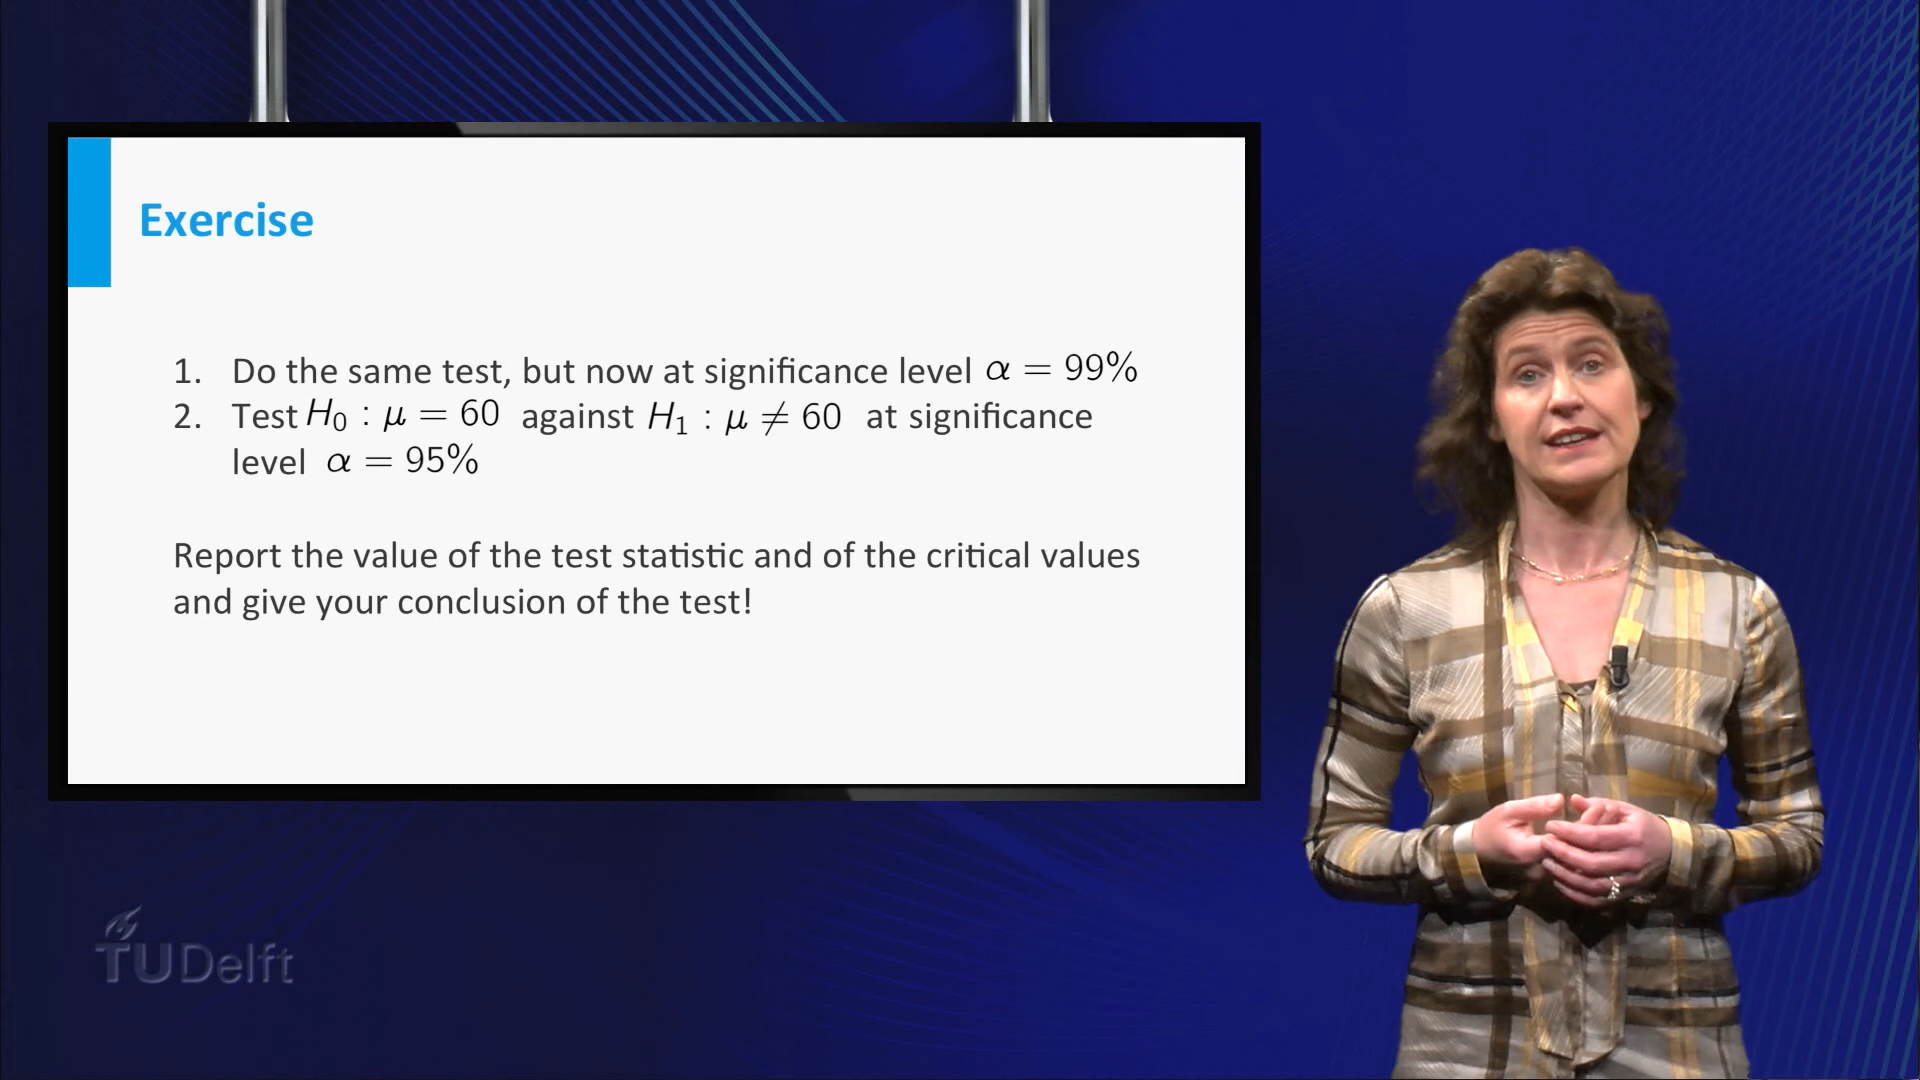 Exercise
1. Do the same test, but now at significance level α = 99%
2. Test H₀ : μ = 60 against H₁ : μ ≠ 60 at significance
level α = 95%
Report the value of the test statistic and of the critical values
and give your conclusion of the test!
TUDelft